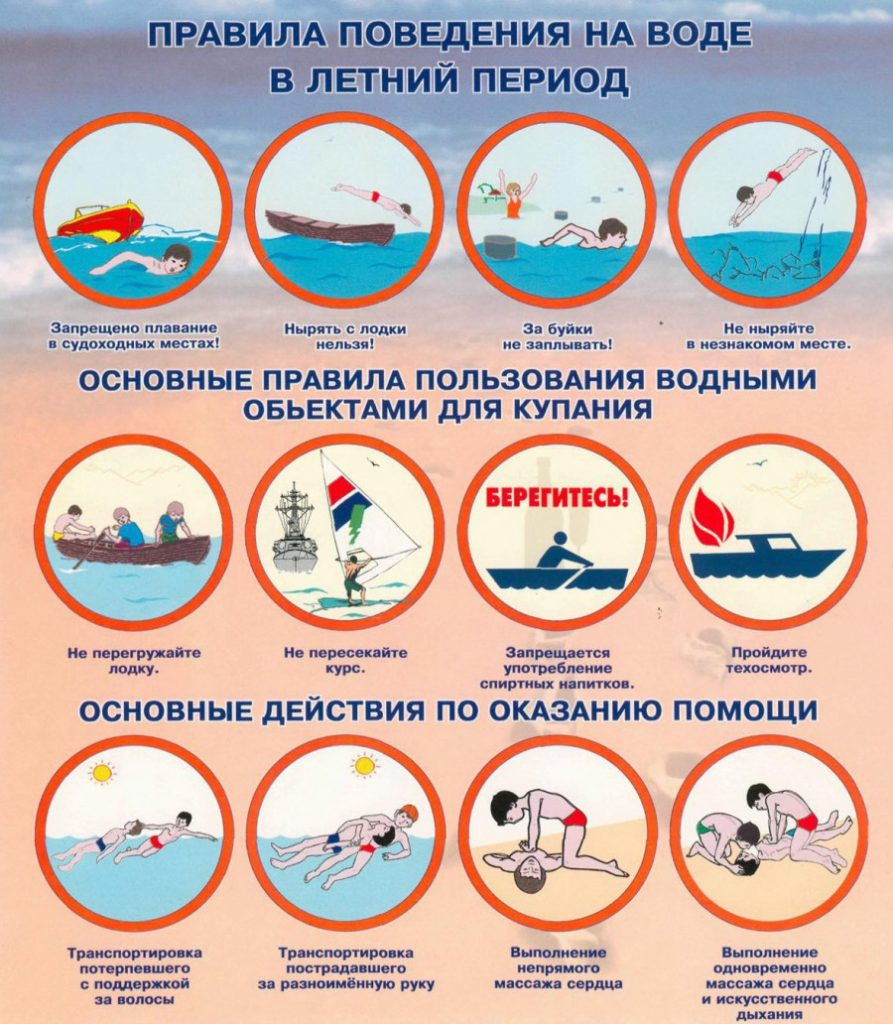 ПРАВИЛА ПОВЕДЕНИЯ НА ВОДЕ
В ЛЕТНИЙ ПЕРИОД
Запрещено плавание
в судоходных местах!
Нырять с лодки
нельзя!
За буйки
не заплывать!
Не ныряйте
в незнакомом месте.
ОСНОВНЫЕ ПРАВИЛА ПОЛЬЗОВАНИЯ ВОДНЫМИ
ОБЬЕКТАМИ ДЛЯ КУПАНИЯ
БЕРЕГИТЕСЬ!
Не перегружайте
лодку.
Не пересекайте
курс.
Запрещается
употребление
спиртных напитков.
Пройдите
техосмотр.
ОСНОВНЫЕ ДЕЙСТВИЯ ПО ОКАЗАНИЮ ПОМОЩИ
Транспортировка
потерпевшего
с поддержкой
за волосы
Транспортировка
пострадавшего
за разноимённую руку
Выполнение
непрямого
массажа сердца
Выполнение
одновременно
массажа сердца
и искусственного
дыхания